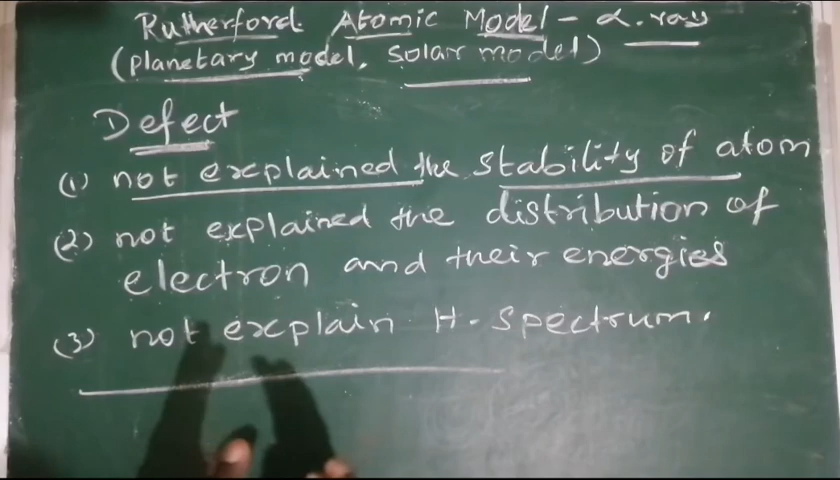 Rutherford Atomic Model - α. ray
(planetary model, solar model)
Defect
(1) not explained the stability of atom
(2) not explained the distribution of
electron and their energies
(3) not explain H-spectrum.